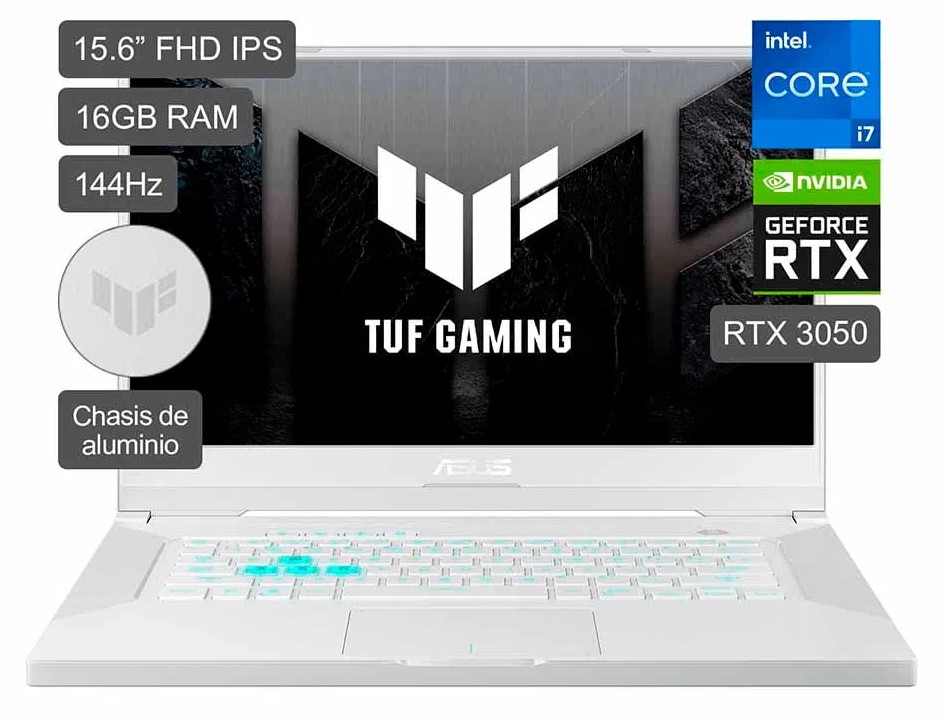 15.6” FHD IPS
16GB RAM
144Hz
Chasis de
aluminio
intel.
CORE
i7
NVIDIA
GEFORCE
RTX
RTX 3050
TUF GAMING
ASUS